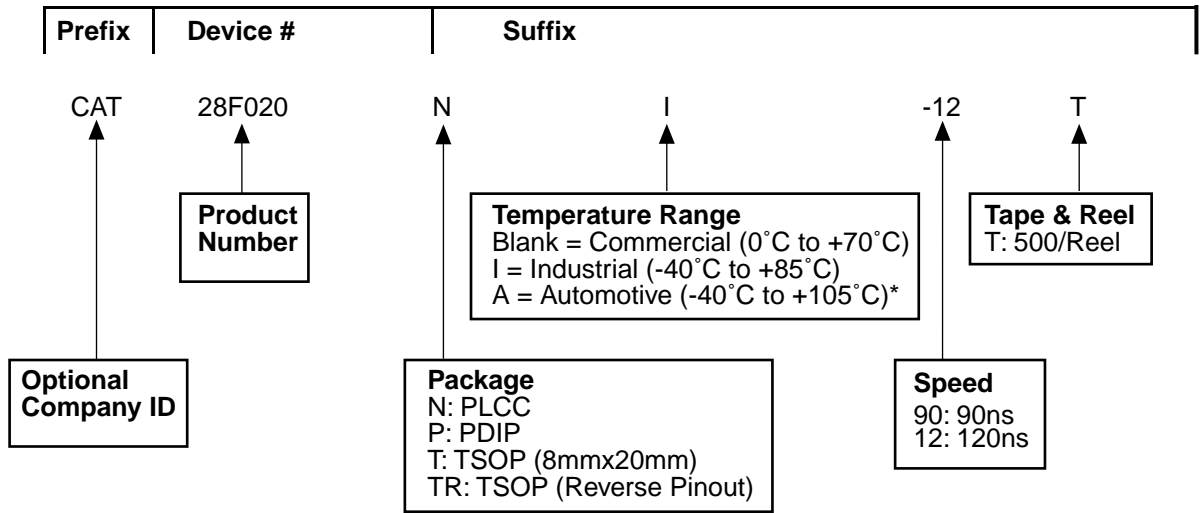 Prefix Device # Suffix
CAT 28F020 N I -12 T
Product
Number
Temperature Range
Blank = Commercial (0˚C to +70˚C)
I = Industrial (-40˚C to +85˚C)
A = Automotive (-40˚C to +105˚C)*
Tape & Reel
T: 500/Reel
Optional
Company ID
Package
N: PLCC
P: PDIP
T: TSOP (8mmx20mm)
TR: TSOP (Reverse Pinout)
Speed
90: 90ns
12: 120ns